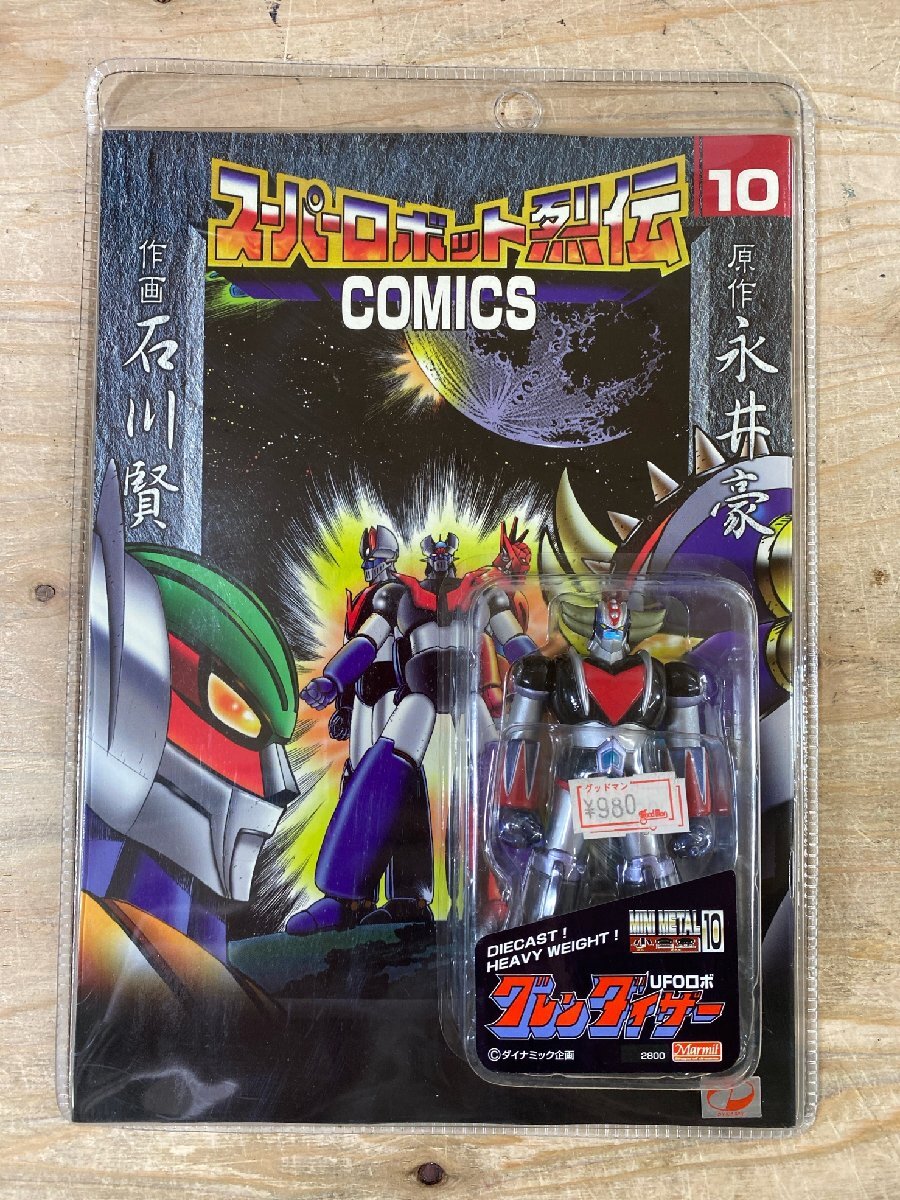 スーパーロボット烈伝
COMICS
10
原作 永井豪
作画 石川賢
グッドマン
¥980
GoodMan
DIECAST!
HEAVY WEIGHT!
MINI METAL 10
UFOロボ
グレンダイザー
©ダイナミック企画
2800
Marmit